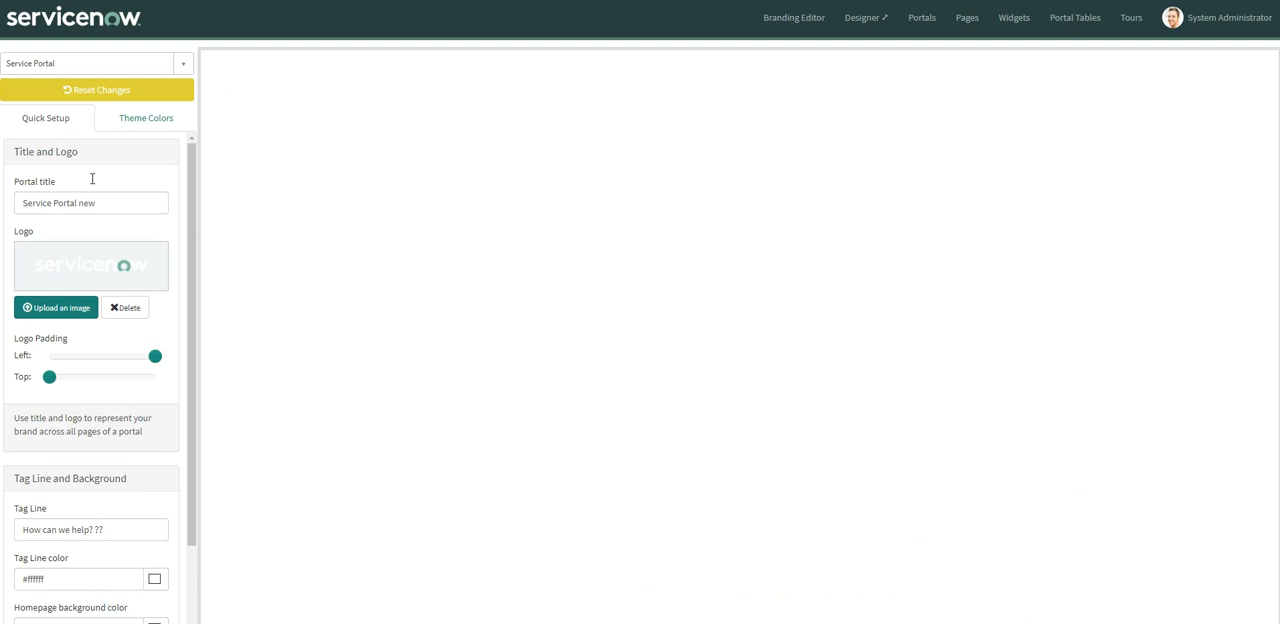 servicenow
Branding Editor Designer Portals Pages Widgets Portal Tables Tours System Administrator
Service Portal
Reset Changes
Quick Setup Theme Colors
Title and Logo
Portal title
Service Portal new
Logo
servicenow
Upload an image Delete
Logo Padding
Left:
Top:
Use title and logo to represent your
brand across all pages of a portal
Tag Line and Background
Tag Line
How can we help? ??
Tag Line color
#ffffff
Homepage background color